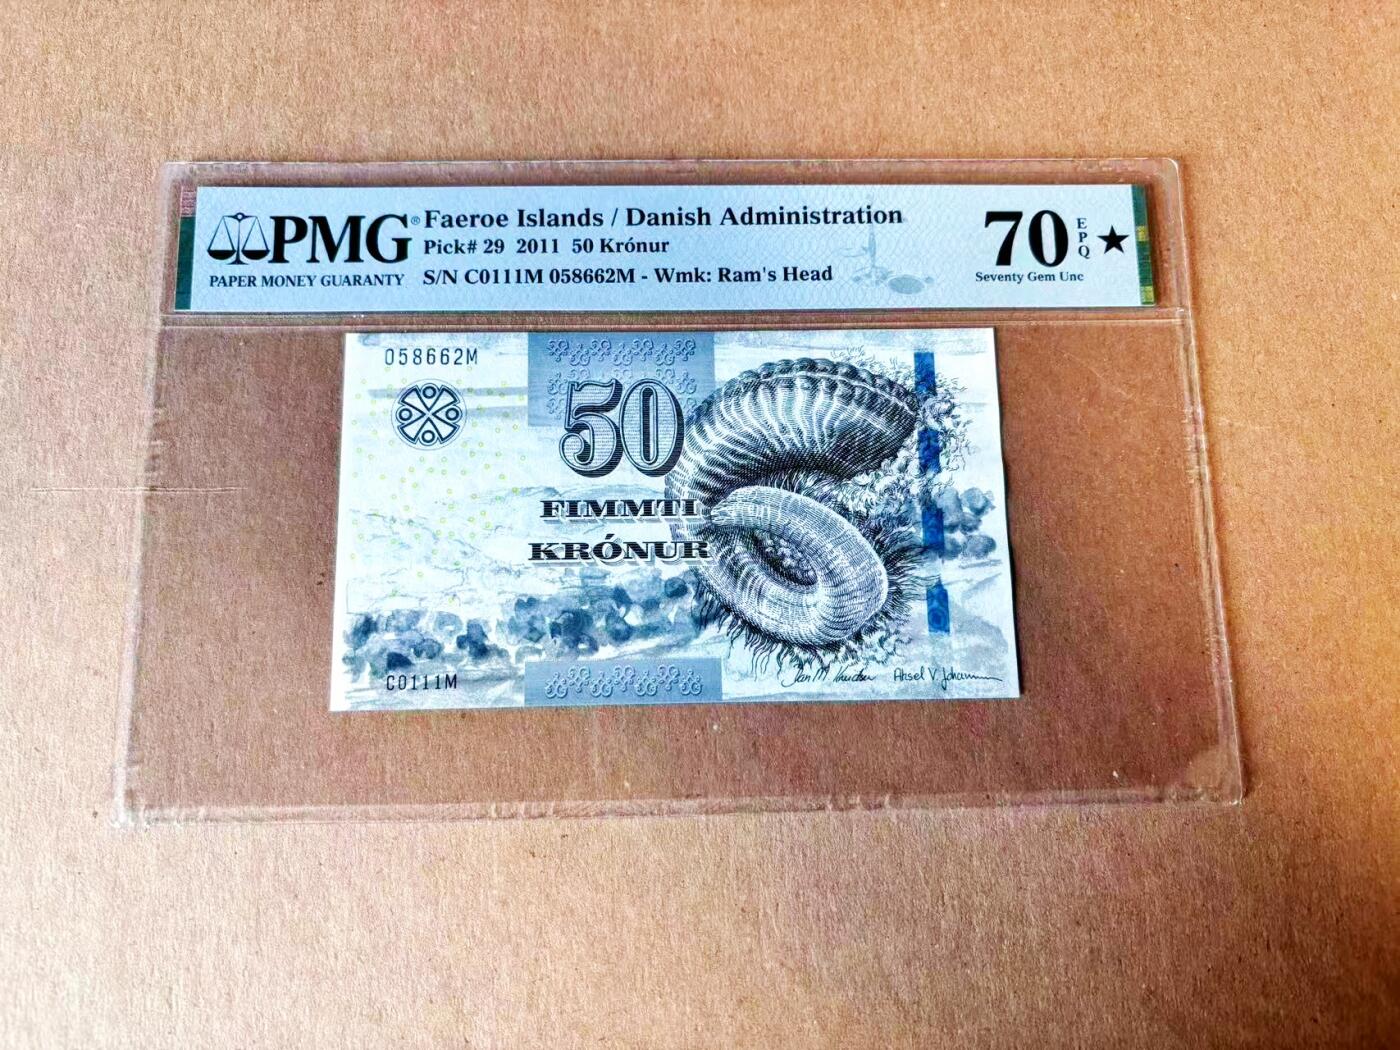 PMG®
PAPER MONEY GUARANTY
Faeroe Islands / Danish Administration
Pick# 29 2011 50 Krónur
S/N C0111M 058662M - Wmk: Ram's Head
70 EPQ ★
Seventy Gem Unc
058662M
50
FIMMTI
KRÓNUR
C0111M